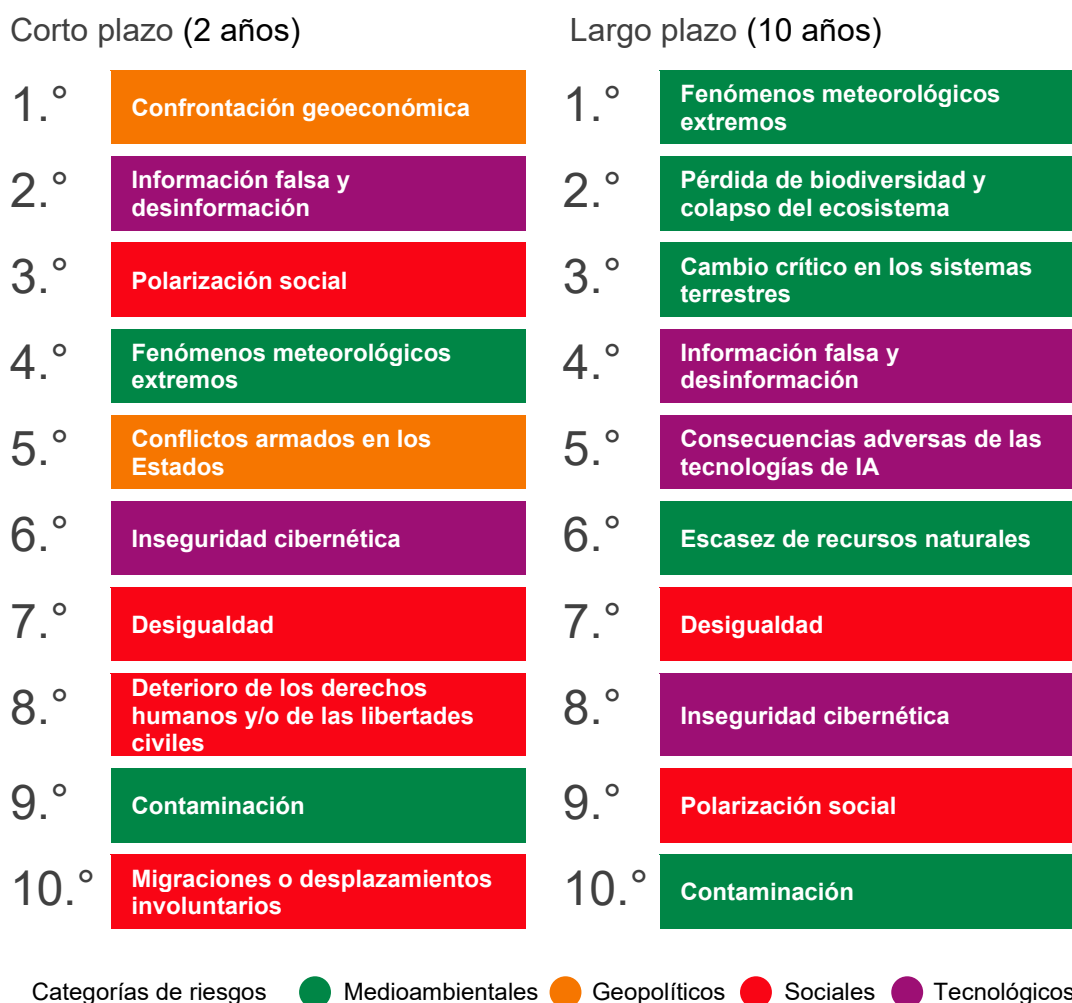 Corto plazo (2 años)
1.° Confrontación geoeconómica
2.° Información falsa y
desinformación
3.° Polarización social
4.° Fenómenos meteorológicos
extremos
5.° Conflictos armados en los
Estados
6.° Inseguridad cibernética
7.° Desigualdad
8.° Deterioro de los derechos
humanos y/o de las libertades
civiles
9.° Contaminación
10.° Migraciones o desplazamientos
involuntarios
Largo plazo (10 años)
1.° Fenómenos meteorológicos
extremos
2.° Pérdida de biodiversidad y
colapso del ecosistema
3.° Cambio crítico en los sistemas
terrestres
4.° Información falsa y
desinformación
5.° Consecuencias adversas de las
tecnologías de IA
6.° Escasez de recursos naturales
7.° Desigualdad
8.° Inseguridad cibernética
9.° Polarización social
10.° Contaminación
Categorías de riesgos Medioambientales Geopolíticos Sociales Tecnológicos